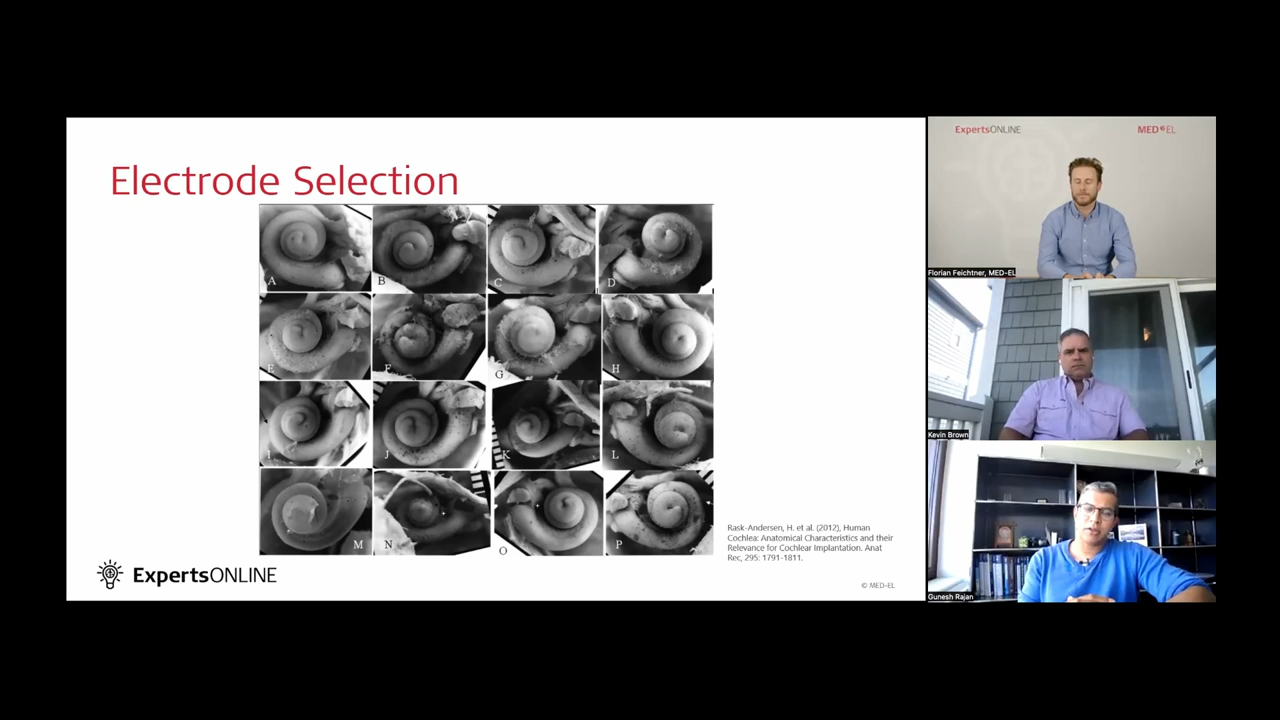 Electrode Selection
A
B
C
D
E
F
G
H
I
J
K
L
M
N
O
P
Rask-Andersen, H. et al. (2012), Human
Cochlea: Anatomical Characteristics and their
Relevance for Cochlear Implantation. Anat
Rec, 295: 1791-1811.
ExpertsONLINE
© MED-EL
ExpertsONLINE
MED EL
Florian Feichtner, MED-EL
Kevin Brown
Gunesh Rajan